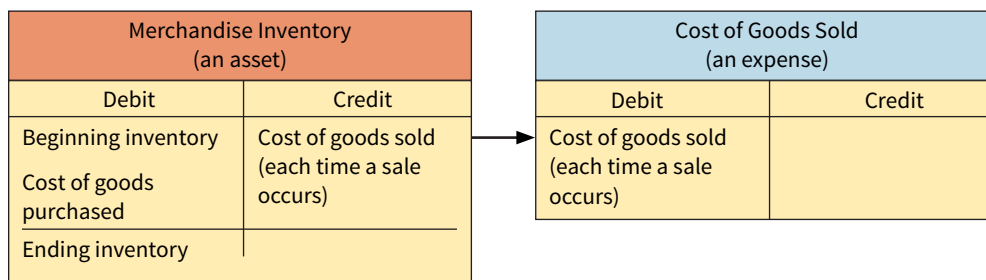 Merchandise Inventory
(an asset)
Debit
Credit
Beginning inventory
Cost of goods
purchased
Ending inventory
Cost of goods sold
(each time a sale
occurs)
Cost of Goods Sold
(an expense)
Debit
Credit
Cost of goods sold
(each time a sale
occurs)